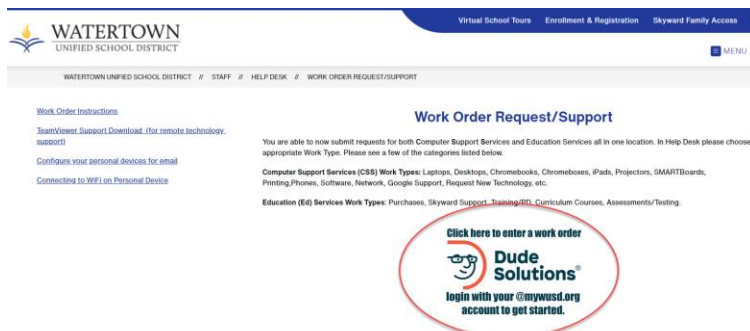 Virtual School Tours Enrollment & Registration Skyward Family Access
WATERTOWN
UNIFIED SCHOOL DISTRICT
MENU
WATERTOWN UNIFIED SCHOOL DISTRICT // STAFF // HELP DESK // WORK ORDER REQUEST/SUPPORT
Work Order Instructions
TeamViewer Support Download (for remote technology
support)
Configure your personal devices for email
Connecting to WiFi on Personal Device
Work Order Request/Support
You are able to now submit requests for both Computer Support Services and Education Services all in one location. In Help Desk please choose
appropriate Work Type. Please see a few of the categories listed below.
Computer Support Services (CSS) Work Types: Laptops, Desktops, Chromebooks, Chromeboxes, iPads, Projectors, SMARTBoards,
Printing,Phones, Software, Network, Google Support, Request New Technology, etc.
Education (Ed) Services Work Types: Purchases, Skyward Support, Training/PD, Curriculum Courses, Assessments/Testing.
Click here to enter a work order
Dude
Solutions®
login with your @mywusd.org
account to get started.